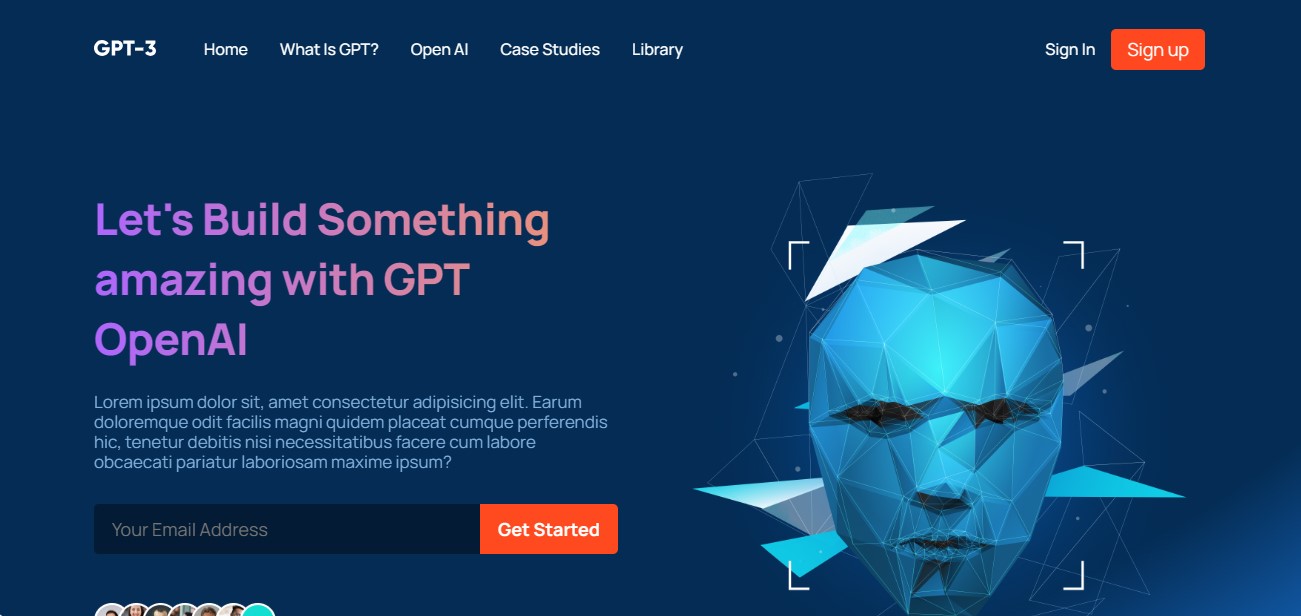 GPT-3 Home What Is GPT? Open AI Case Studies Library Sign In Sign up
Let's Build Something
amazing with GPT
OpenAI
Lorem ipsum dolor sit, amet consectetur adipisicing elit. Earum
doloremque odit facilis magni quidem placeat cumque perferendis
hic, tenetur debitis nisi necessitatibus facere cum labore
obcaecati pariatur laboriosam maxime ipsum?
Your Email Address Get Started